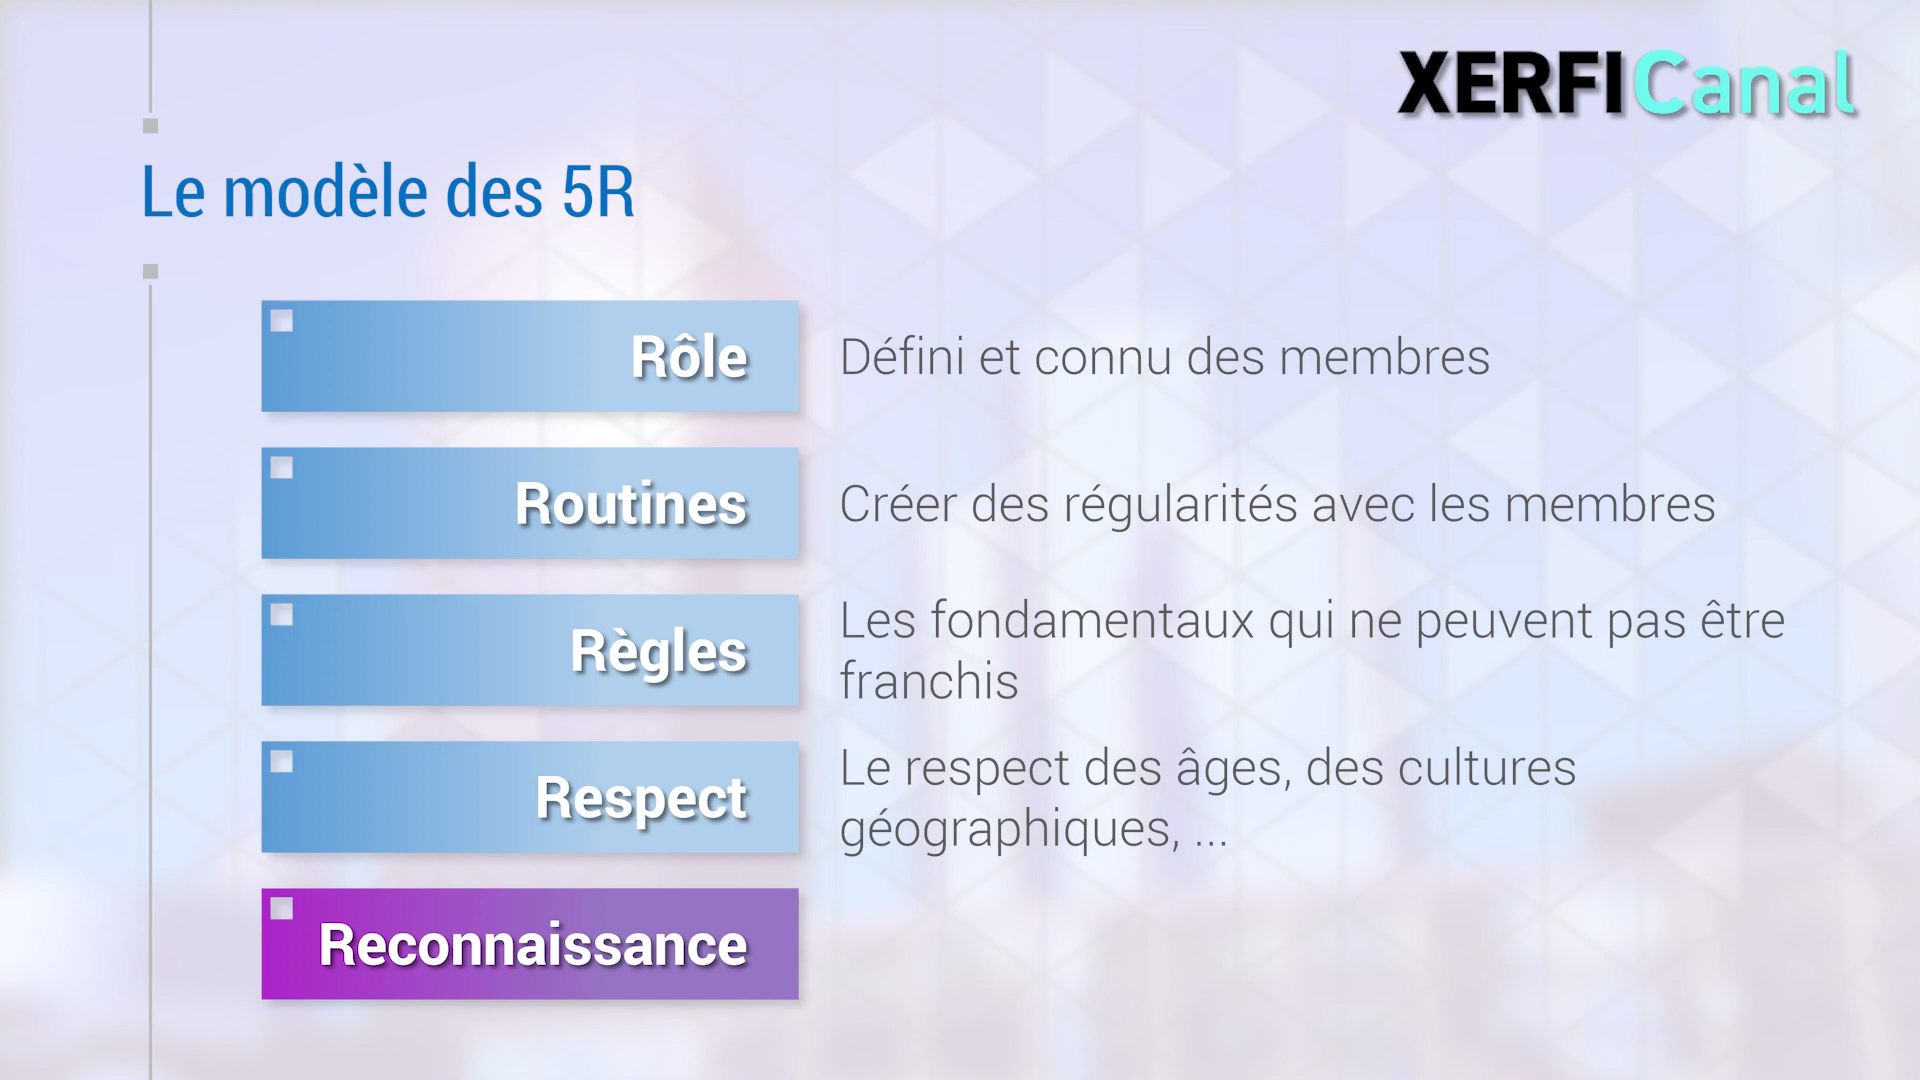 XERFICanal
Le modèle des 5R
Rôle
Défini et connu des membres
Routines
Créer des régularités avec les membres
Règles
Les fondamentaux qui ne peuvent pas être
franchis
Respect
Le respect des âges, des cultures
géographiques, ...
Reconnaissance